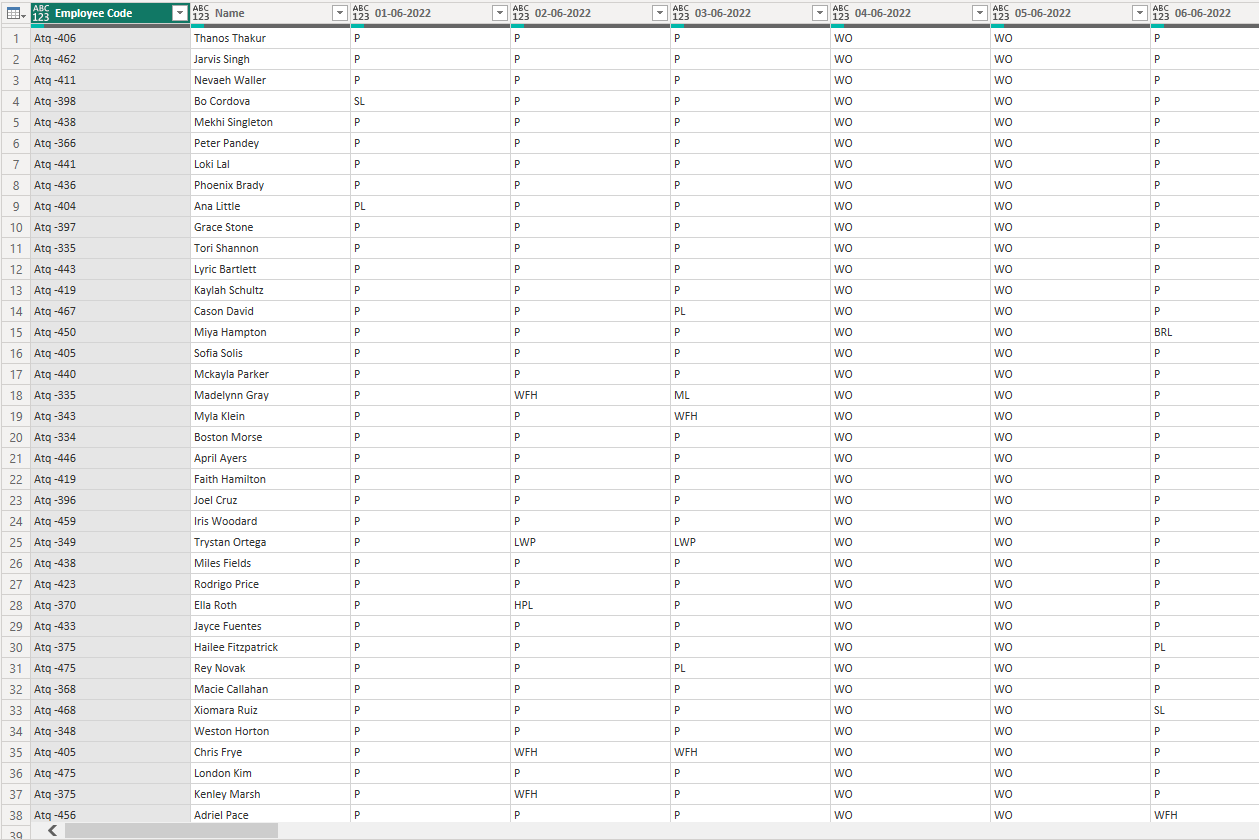 ABC 123 Employee Code ABC 123 Name ABC 123 01-06-2022 ABC 123 02-06-2022 ABC 123 03-06-2022 ABC 123 04-06-2022 ABC 123 05-06-2022 ABC 123 06-06-2022
1 Atq -406 Thanos Thakur P P P WO WO P
2 Atq -462 Jarvis Singh P P P WO WO P
3 Atq -411 Nevaeh Waller P P P WO WO P
4 Atq -398 Bo Cordova SL P P WO WO P
5 Atq -438 Mekhi Singleton P P P WO WO P
6 Atq -366 Peter Pandey P P P WO WO P
7 Atq -441 Loki Lal P P P WO WO P
8 Atq -436 Phoenix Brady P P P WO WO P
9 Atq -404 Ana Little PL P P WO WO P
10 Atq -397 Grace Stone P P P WO WO P
11 Atq -335 Tori Shannon P P P WO WO P
12 Atq -443 Lyric Bartlett P P P WO WO P
13 Atq -419 Kaylah Schultz P P P WO WO P
14 Atq -467 Cason David P P PL WO WO P
15 Atq -450 Miya Hampton P P P WO WO BRL
16 Atq -405 Sofia Solis P P P WO WO P
17 Atq -440 Mckayla Parker P P P WO WO P
18 Atq -335 Madelynn Gray P WFH ML WO WO P
19 Atq -343 Myla Klein P P WFH WO WO P
20 Atq -334 Boston Morse P P P WO WO P
21 Atq -446 April Ayers P P P WO WO P
22 Atq -419 Faith Hamilton P P P WO WO P
23 Atq -396 Joel Cruz P P P WO WO P
24 Atq -459 Iris Woodard P P P WO WO P
25 Atq -349 Trystan Ortega P LWP LWP WO WO P
26 Atq -438 Miles Fields P P P WO WO P
27 Atq -423 Rodrigo Price P P P WO WO P
28 Atq -370 Ella Roth P HPL P WO WO P
29 Atq -433 Jayce Fuentes P P P WO WO P
30 Atq -375 Hailee Fitzpatrick P P P WO WO PL
31 Atq -475 Rey Novak P P PL WO WO P
32 Atq -368 Macie Callahan P P P WO WO P
33 Atq -468 Xiomara Ruiz P P P WO WO SL
34 Atq -348 Weston Horton P P P WO WO P
35 Atq -405 Chris Frye P WFH WFH WO WO P
36 Atq -475 London Kim P P P WO WO P
37 Atq -375 Kenley Marsh P WFH P WO WO P
38 Atq -456 Adriel Pace P P P WO WO WFH
39